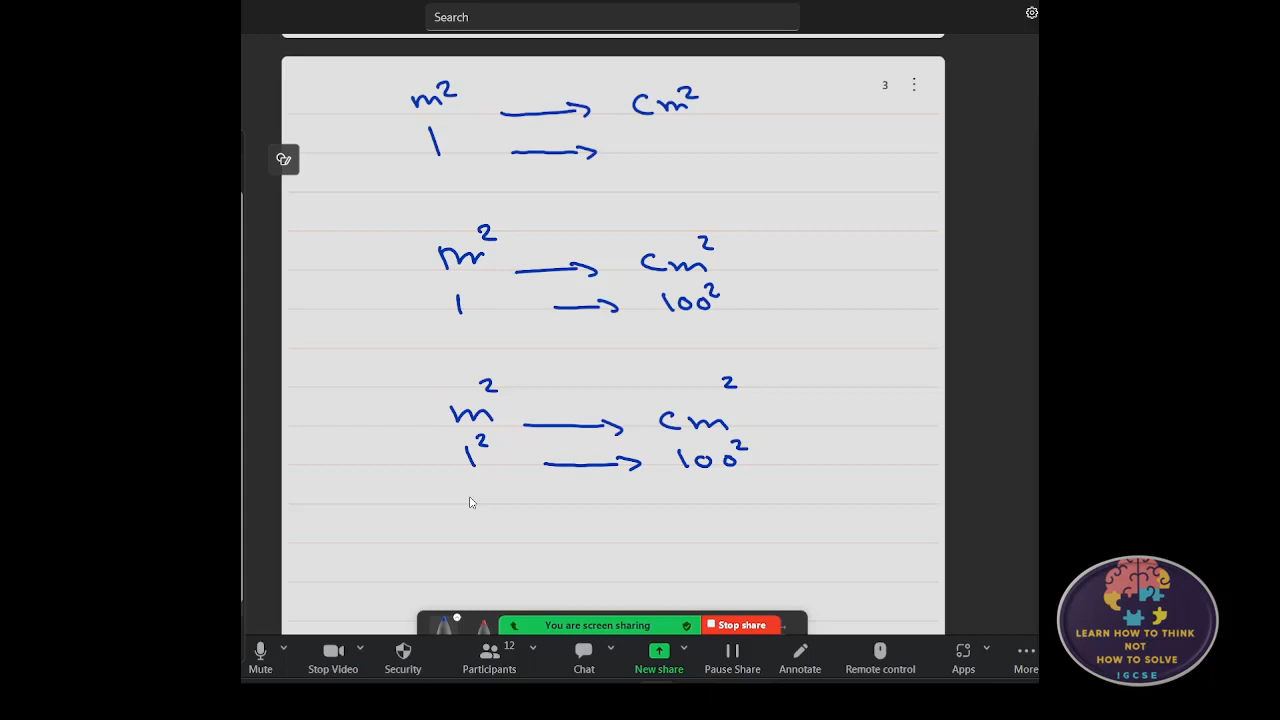 Search
3
m² → cm²
1 →
m² → cm²
1 → 100²
m² → cm²
1² → 100²
You are screen sharing Stop share
12
Mute Stop Video Security Participants Chat New share Pause Share Annotate Remote control Apps More
LEARN HOW TO THINK
NOT
HOW TO SOLVE
!GCSE